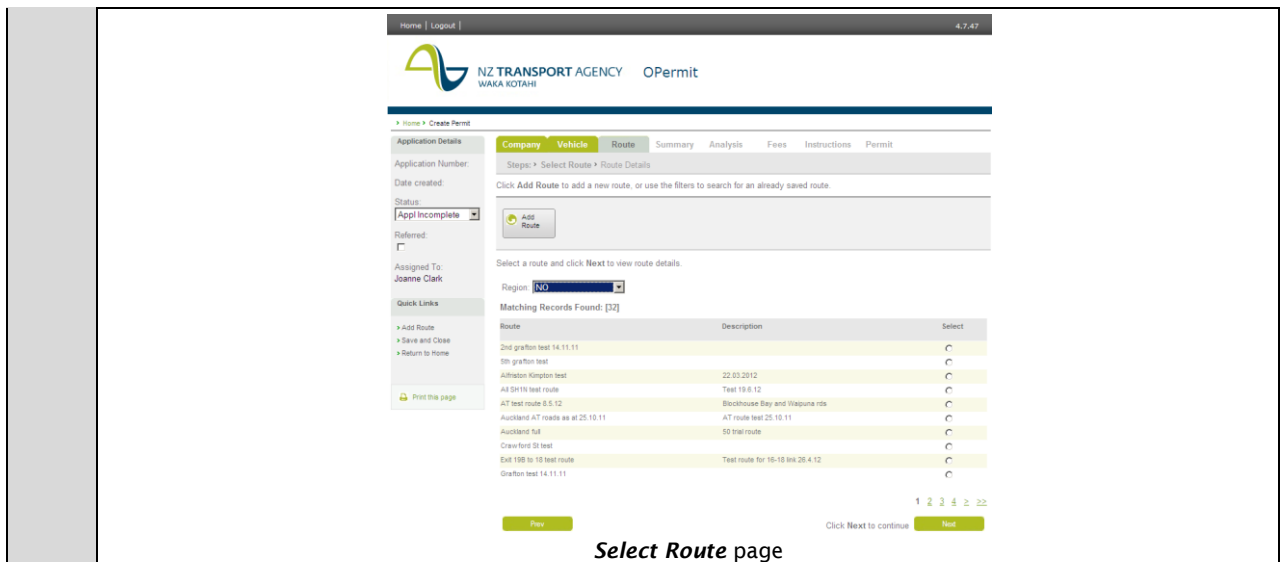 Home | Logout | 4.7.47
NZ TRANSPORT AGENCY OPermit
WAKA KOTAHI
Home Create Permit
Application Details
Company Vehicle Route Summary Analysis Fees Instructions Permit
Application Number:
Steps: Select Route Route Details
Date created:
Click Add Route to add a new route, or use the filters to search for an already saved route.
Status:
Appl Incomplete
Add
Route
Referred:
Assigned To:
Joanne Clark
Select a route and click Next to view route details.
Region: NO
Quick Links
Matching Records Found: [32]
Add Route
Save and Close
Return to Home
Print this page
Route Description Select
2nd grafton test 14.11.11
5th grafton test
Alfriston Kimpton test 22.03.2012
All SH1N test route Test 19.6.12
AT test route 8.5.12 Blockhouse Bay and Waipuna rds
Auckland AT roads as at 25.10.11 AT route test 25.10.11
Auckland full 50 trial route
Crawford St test
Exit 19B to 18 test route Test route for 16-18 link 26.4.12
Grafton test 14.11.11
1 2 3 4 > >>
Prev Click Next to continue Next
Select Route page